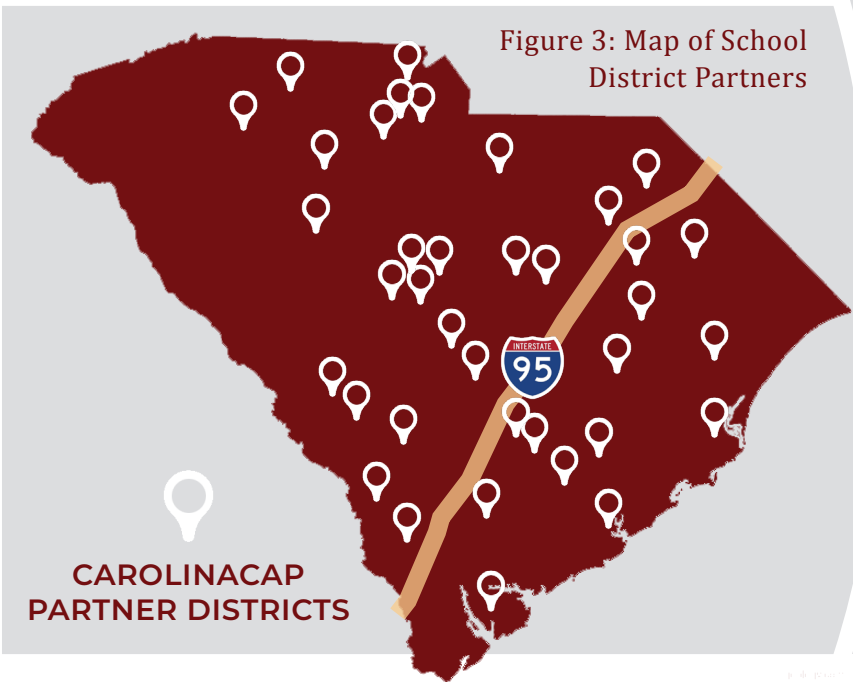 Figure 3: Map of School
District Partners
INTERSTATE
95
CAROLINACAP
PARTNER DISTRICTS